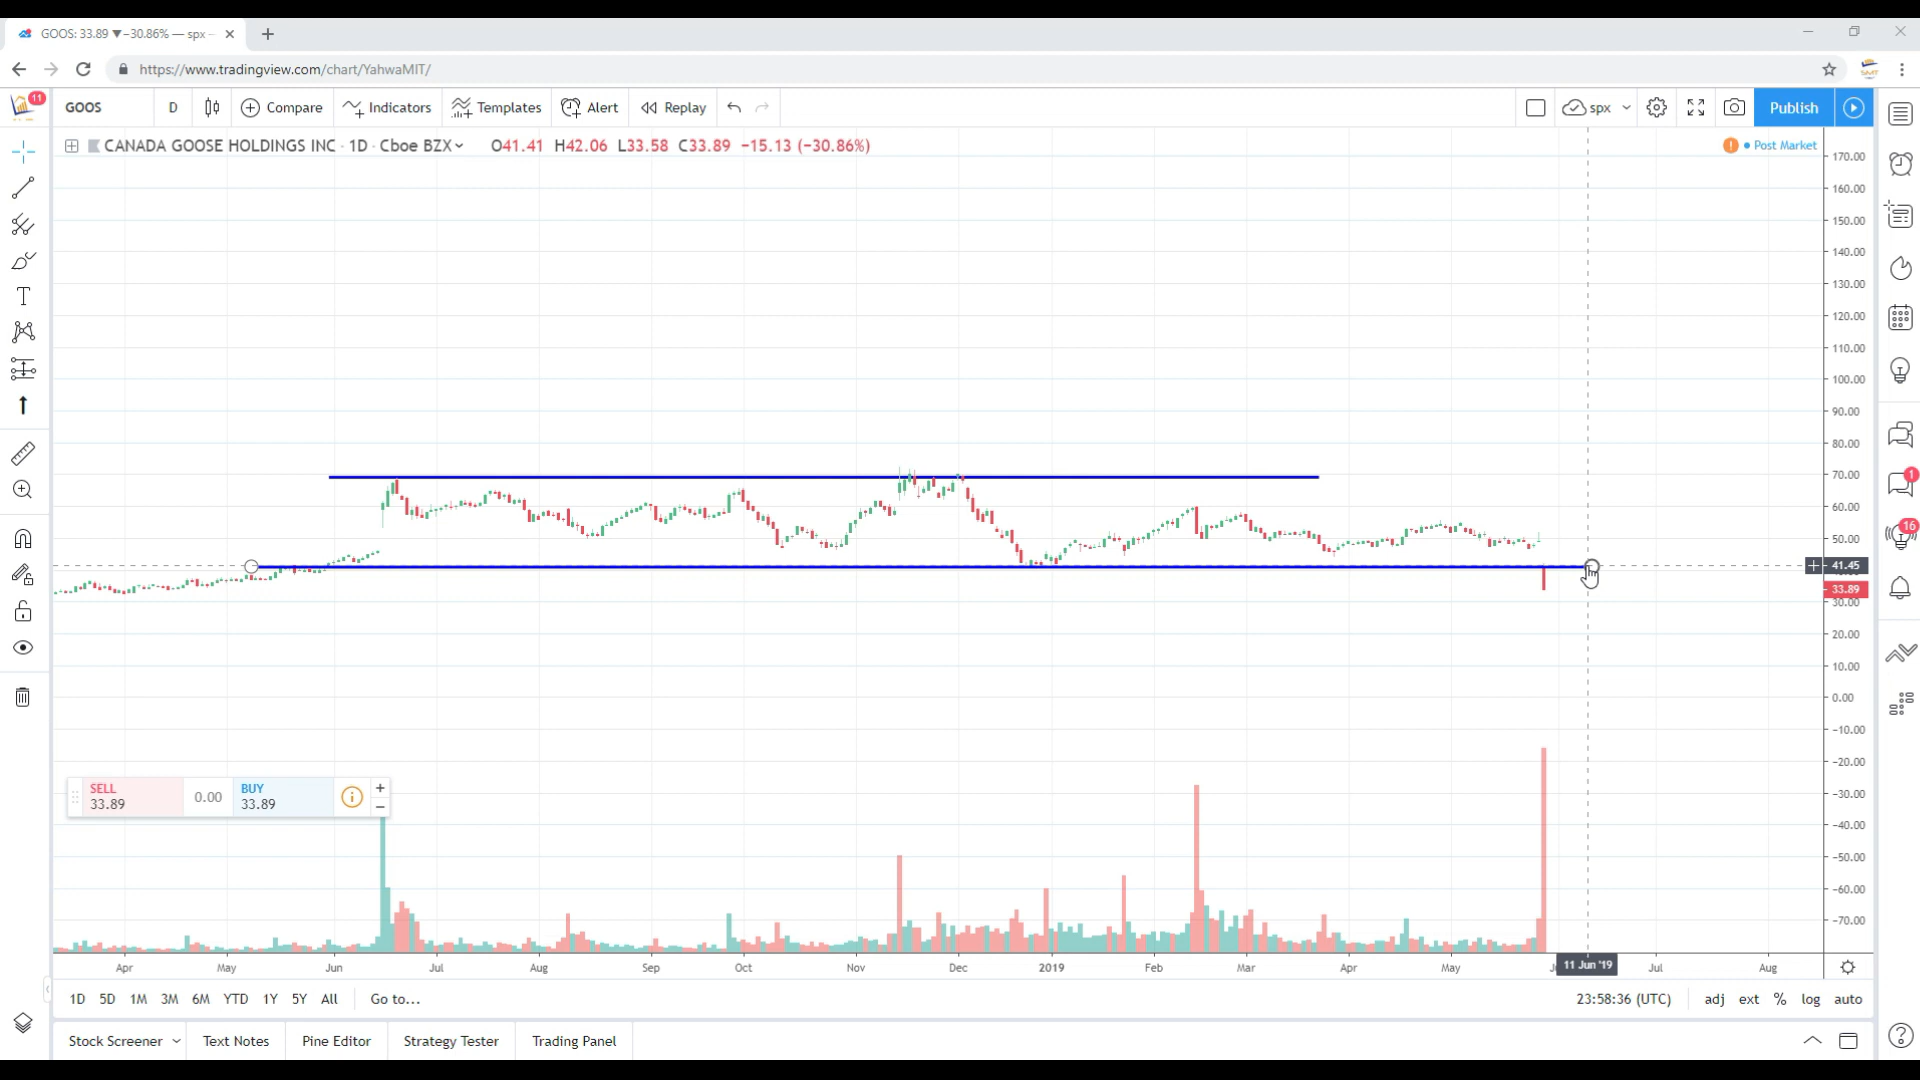 GOOS: 33.89 ▼−30.86% — spx –
https://www.tradingview.com/chart/YahwaMIT/
SMT
11
GOOS
D
Compare
Indicators
Templates
Alert
Replay
spx
Publish
CANADA GOOSE HOLDINGS INC · 1D · Cboe BZX
O41.41 H42.06 L33.58 C33.89 −15.13 (−30.86%)
! Post Market
170.00
160.00
150.00
140.00
130.00
120.00
110.00
100.00
90.00
80.00
70.00
60.00
50.00
41.45
33.89
30.00
20.00
10.00
0.00
−10.00
−20.00
−30.00
−40.00
−50.00
−60.00
−70.00
1
16
SELL
33.89
0.00
BUY
33.89
Apr May Jun Jul Aug Sep Oct Nov Dec 2019 Feb Mar Apr May 11 Jun '19 Jul Aug
1D 5D 1M 3M 6M YTD 1Y 5Y All Go to...
23:58:36 (UTC) adj ext % log auto
Stock Screener Text Notes Pine Editor Strategy Tester Trading Panel